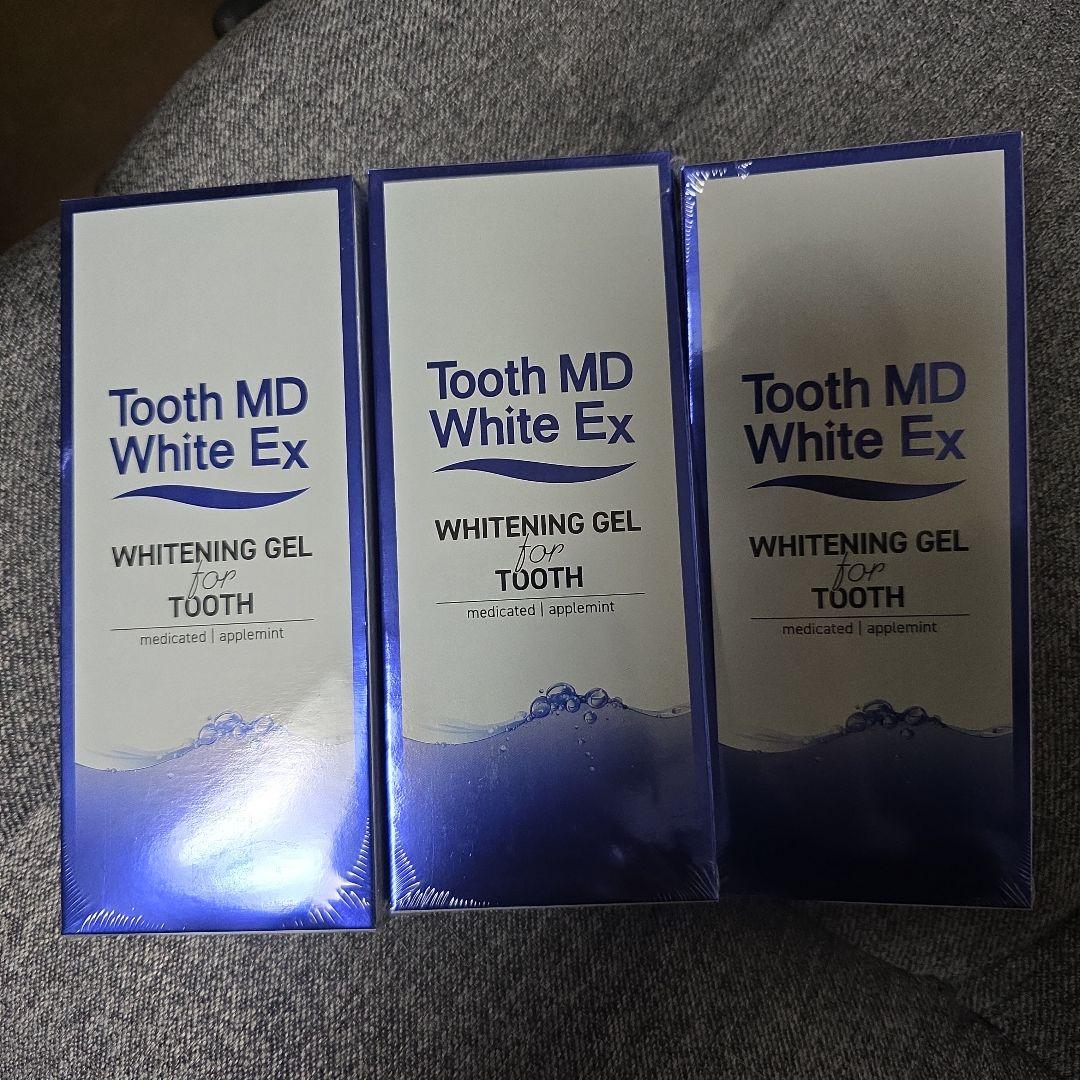 Tooth MD
White Ex
WHITENING GEL
for
TOOTH
medicated | applemint
Tooth MD
White Ex
WHITENING GEL
for
TOOTH
medicated | applemint
Tooth MD
White Ex
WHITENING GEL
for
TOOTH
medicated | applemint